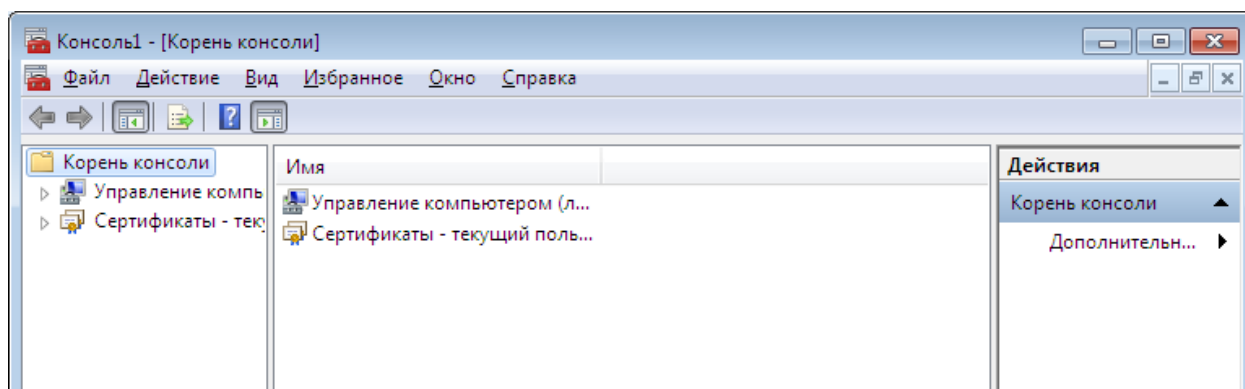 Консоль1 - [Корень консоли]
Файл Действие Вид Избранное Окно Справка
Корень консоли
Управление компь
Сертификаты - тек
Имя
Управление компьютером (л...
Сертификаты - текущий поль...
Действия
Корень консоли
Дополнительн...